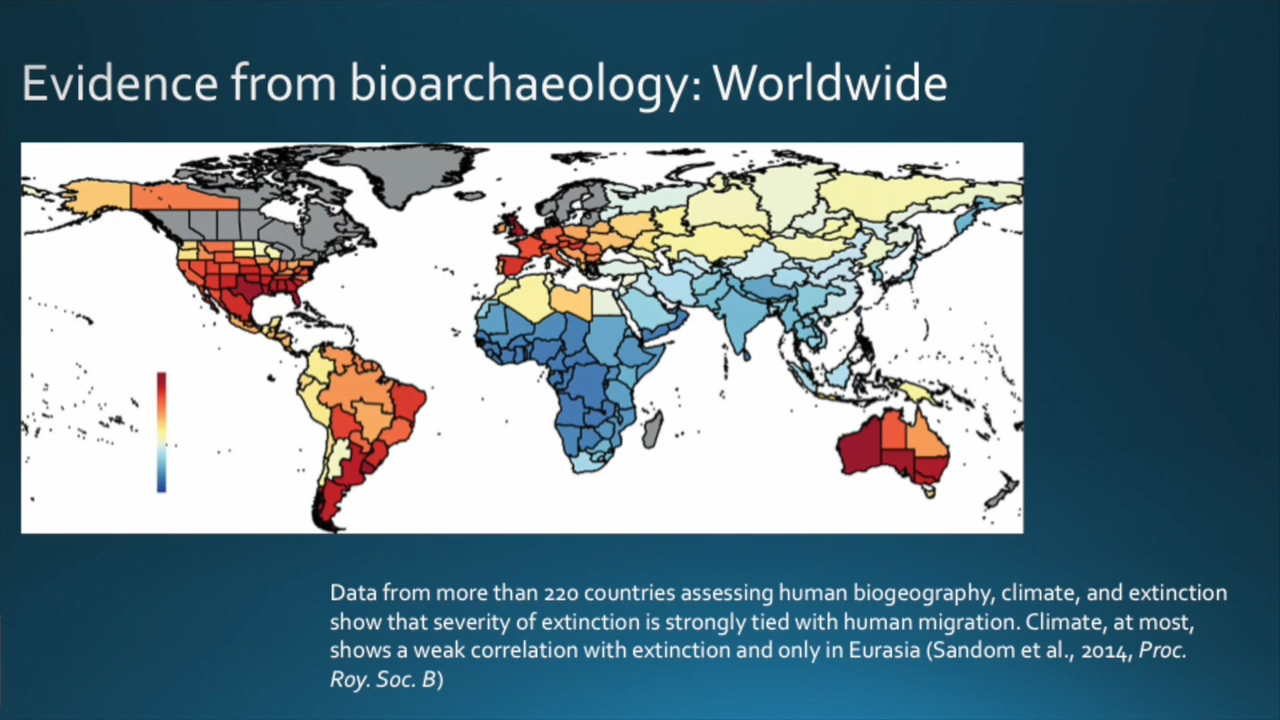 Evidence from bioarchaeology: Worldwide
Data from more than 220 countries assessing human biogeography, climate, and extinction
show that severity of extinction is strongly tied with human migration. Climate, at most,
shows a weak correlation with extinction and only in Eurasia (Sandom et al., 2014, Proc.
Roy. Soc. B)